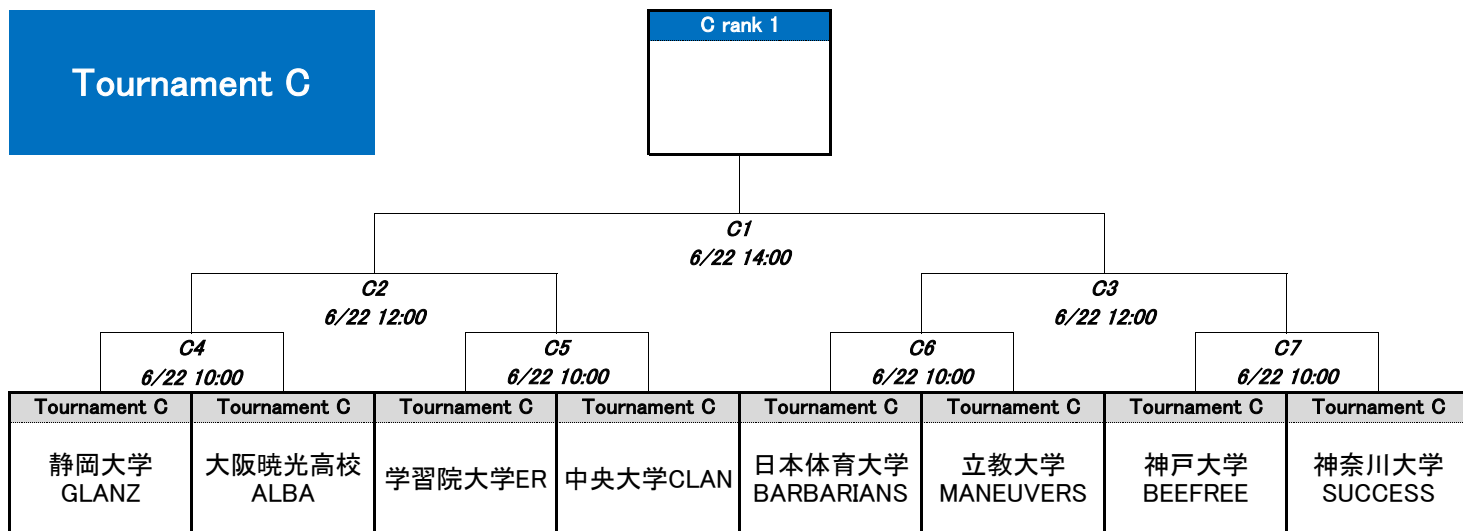 Tournament C
C rank 1
C1
6/22 14:00
C2
6/22 12:00
C3
6/22 12:00
C4
6/22 10:00
C5
6/22 10:00
C6
6/22 10:00
C7
6/22 10:00
Tournament C
静岡大学
GLANZ
Tournament C
大阪暁光高校
ALBA
Tournament C
学習院大学ER
Tournament C
中央大学CLAN
Tournament C
日本体育大学
BARBARIANS
Tournament C
立教大学
MANEUVERS
Tournament C
神戸大学
BEEFREE
Tournament C
神奈川大学
SUCCESS